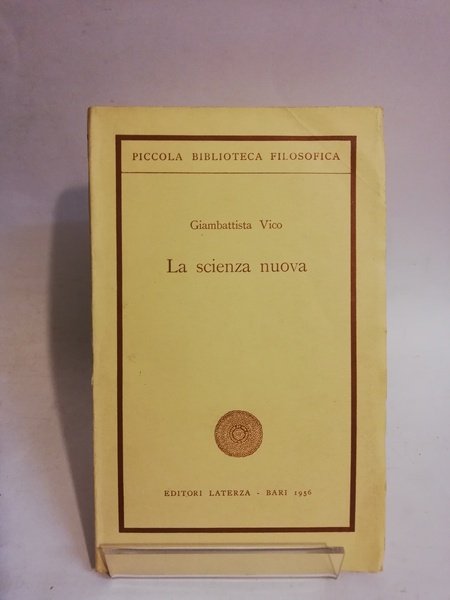 PICCOLA BIBLIOTECA FILOSOFICA
Giambattista Vico
La scienza nuova
EDITORI LATERZA - BARI 1956